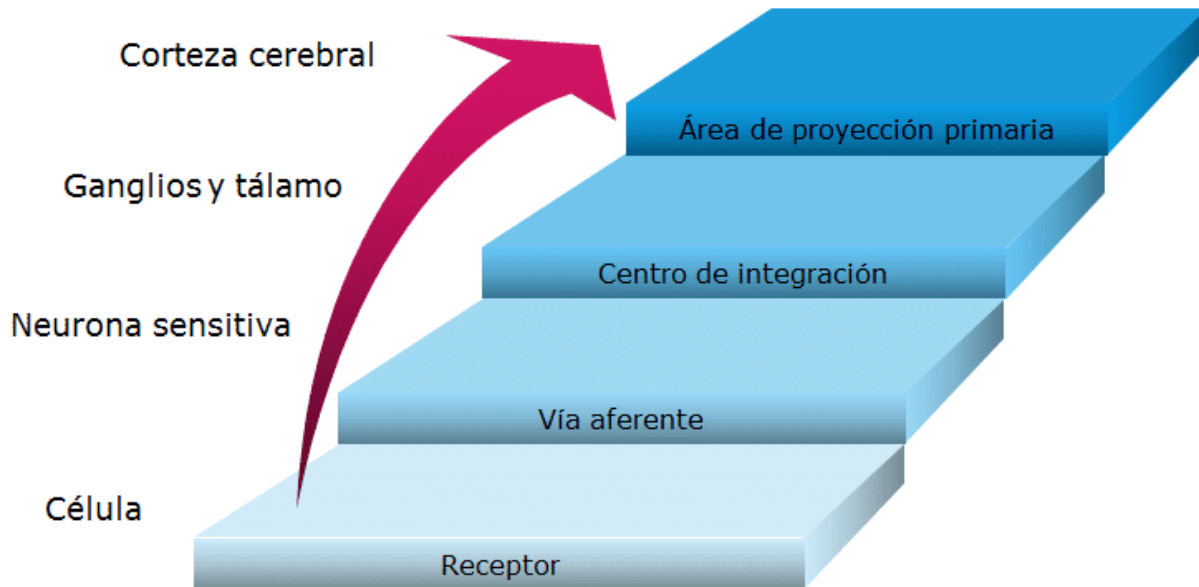 Corteza cerebral
Área de proyección primaria
Ganglios y tálamo
Centro de integración
Neurona sensitiva
Vía aferente
Célula
Receptor